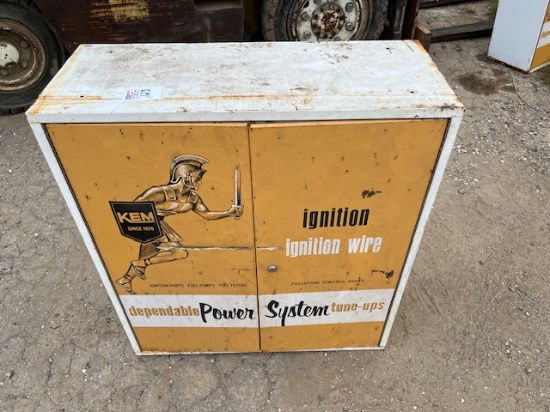 KEM
SINCE 1920
ignition
ignition wire
IGNITION PARTS, FUEL PUMPS, FUEL FILTERS
POLLUTION CONTROL PARTS
dependable Power System tune-ups